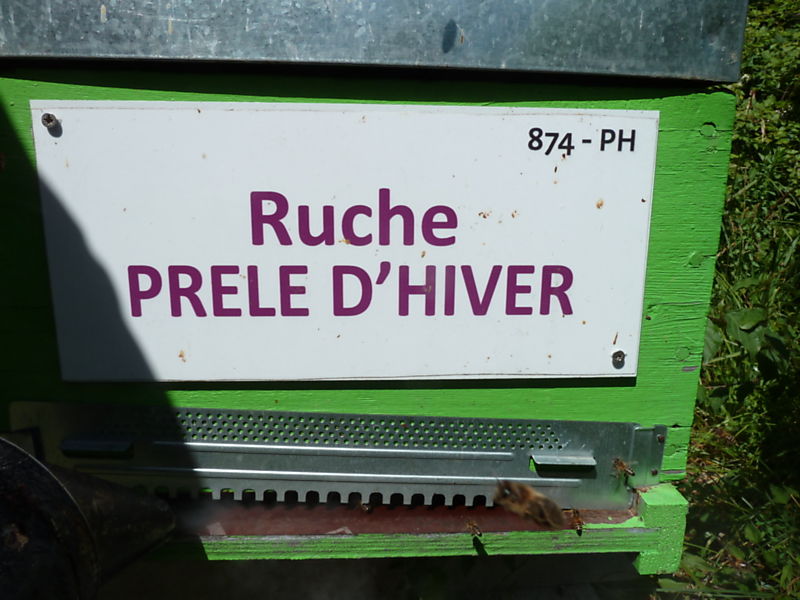 874 - PH
Ruche
PRELE D'HIVER